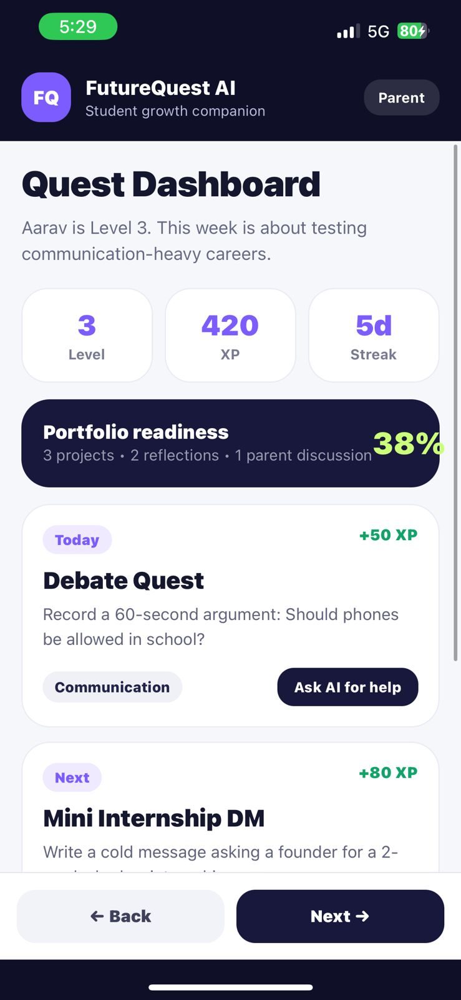 5:29
5G
80
FQ
FutureQuest AI
Student growth companion
Parent
Quest Dashboard
Aarav is Level 3. This week is about testing
communication-heavy careers.
3
Level
420
XP
5d
Streak
Portfolio readiness
3 projects • 2 reflections • 1 parent discussion
38%
Today
+50 XP
Debate Quest
Record a 60-second argument: Should phones
be allowed in school?
Communication
Ask AI for help
Next
+80 XP
Mini Internship DM
Write a cold message asking a founder for a 2-
← Back
Next →